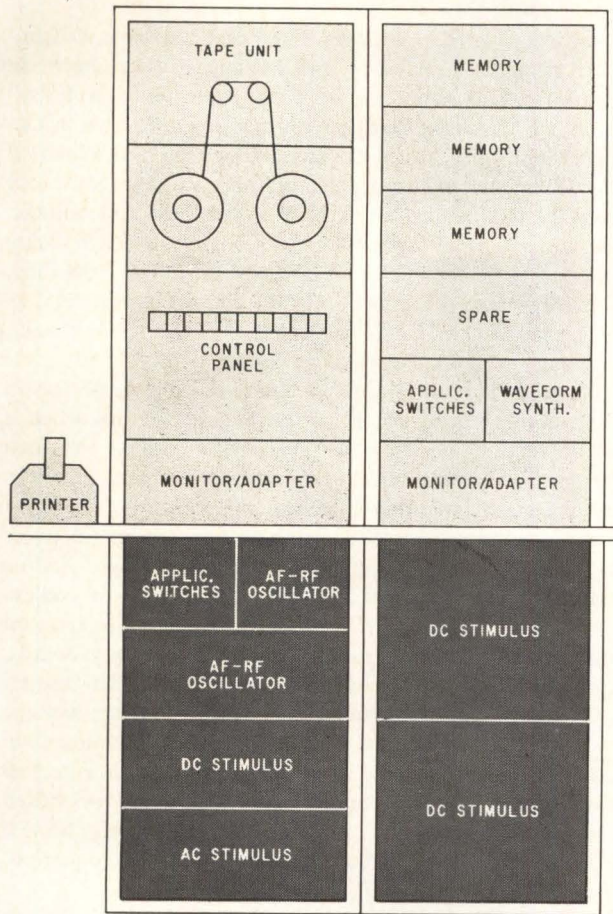 TAPE UNIT
CONTROL
PANEL
MONITOR/ADAPTER
PRINTER
APPLIC.
SWITCHES
AF-RF
OSCILLATOR
AF-RF
OSCILLATOR
DC STIMULUS
AC STIMULUS
MEMORY
MEMORY
MEMORY
SPARE
APPLIC.
SWITCHES
WAVEFORM
SYNTH.
MONITOR/ADAPTER
DC STIMULUS
DC STIMULUS